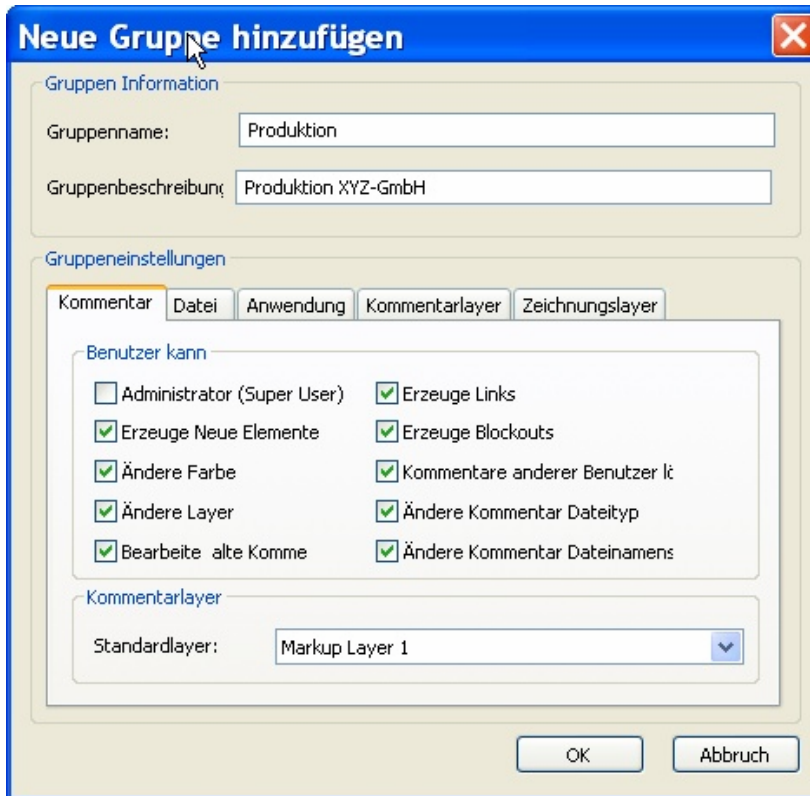 Neue Gruppe hinzufügen
Gruppen Information
Gruppenname: Produktion
Gruppenbeschreibung Produktion XYZ-GmbH
Gruppeneinstellungen
Kommentar Datei Anwendung Kommentarlayer Zeichnungslayer
Benutzer kann
Administrator (Super User) Erzeuge Links
Erzeuge Neue Elemente Erzeuge Blockouts
Ändere Farbe Kommentare anderer Benutzer lö
Ändere Layer Ändere Kommentar Dateityp
Bearbeite alte Komme Ändere Kommentar Dateinamens
Kommentarlayer
Standardlayer: Markup Layer 1
OK Abbruch